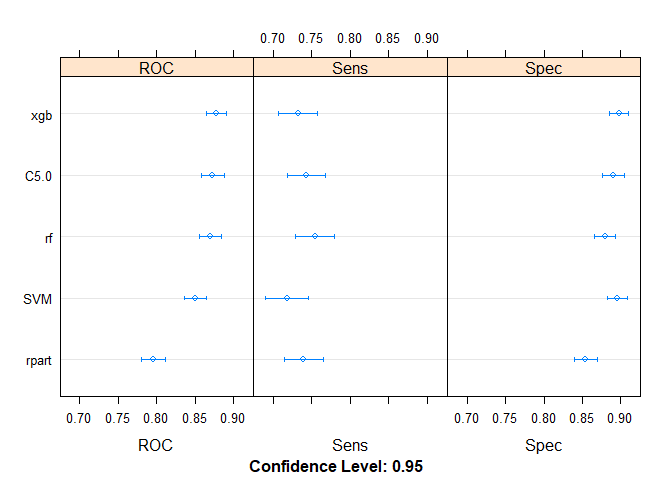 0.70 0.75 0.80 0.85 0.90
ROC Sens Spec
xgb
C5.0
rf
SVM
rpart
0.70 0.75 0.80 0.85 0.90 0.70 0.75 0.80 0.85 0.90
ROC Sens Spec
Confidence Level: 0.95